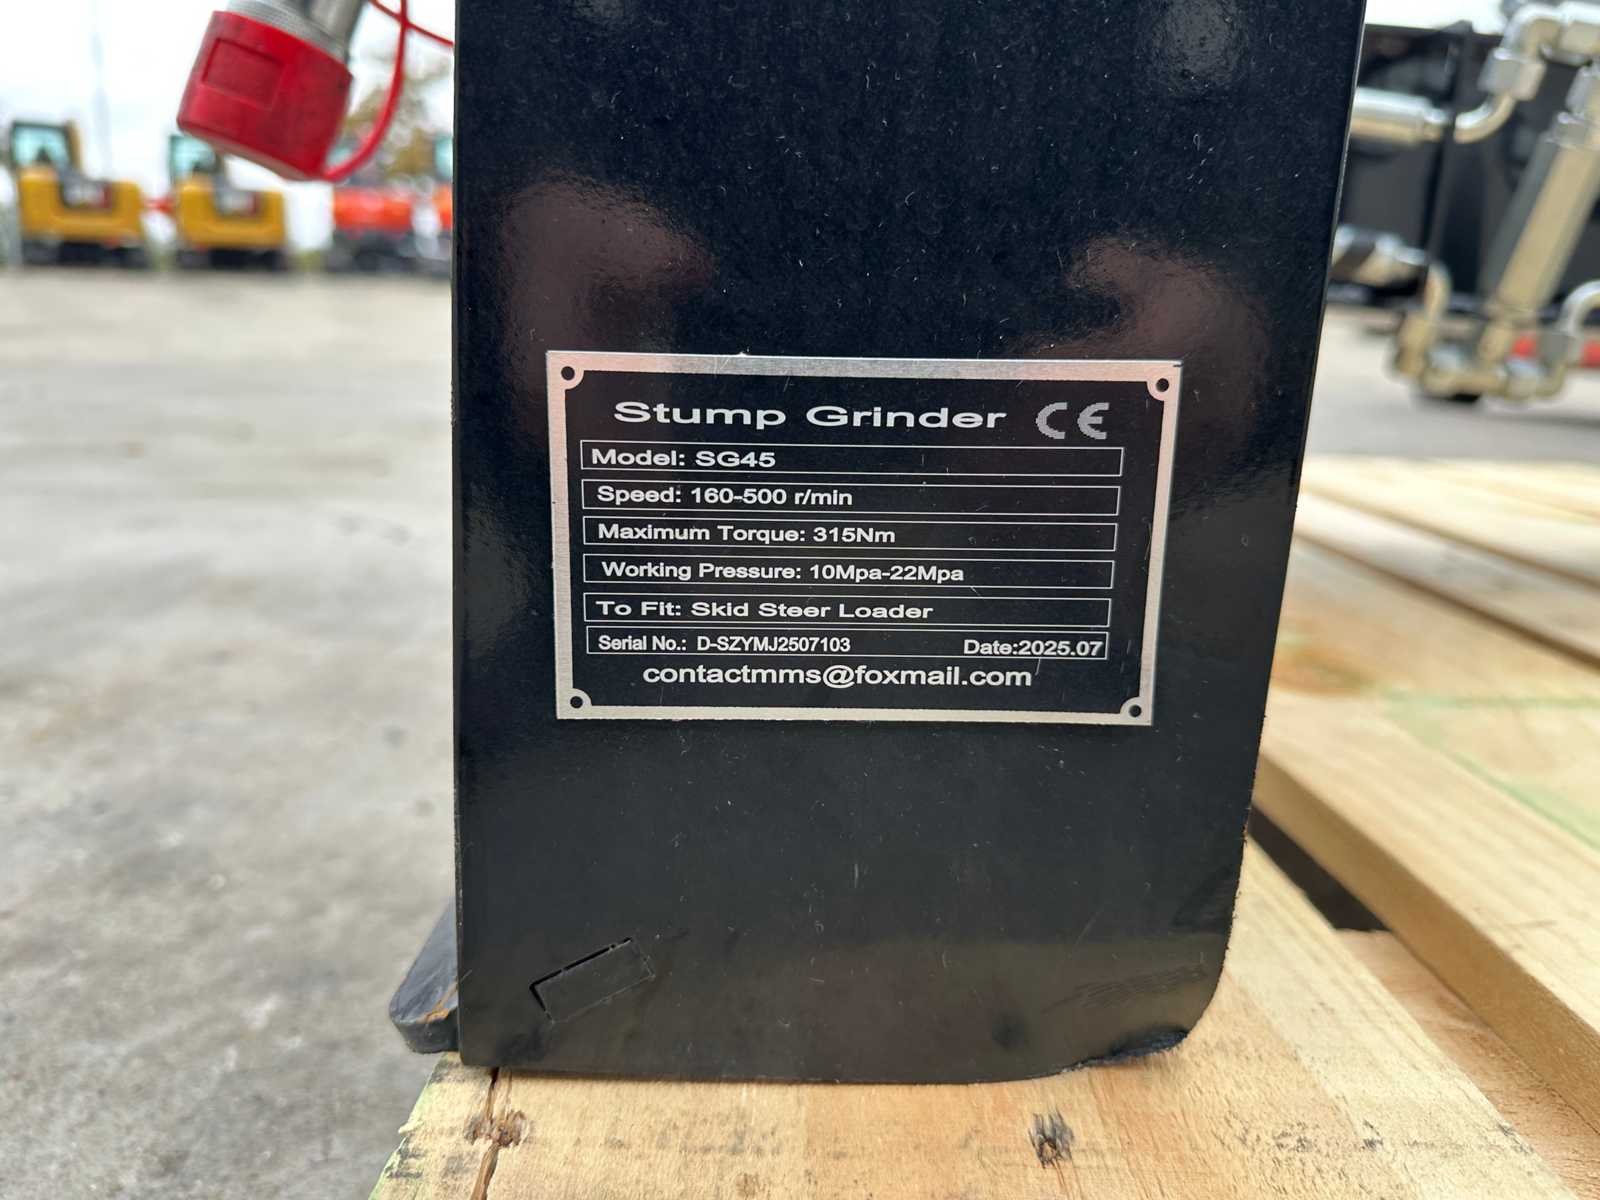 Stump Grinder CE
Model: SG45
Speed: 160-500 r/min
Maximum Torque: 315Nm
Working Pressure: 10Mpa-22Mpa
To Fit: Skid Steer Loader
Serial No.: D-SZYMJ2507103 Date:2025.07
contactmms@foxmail.com